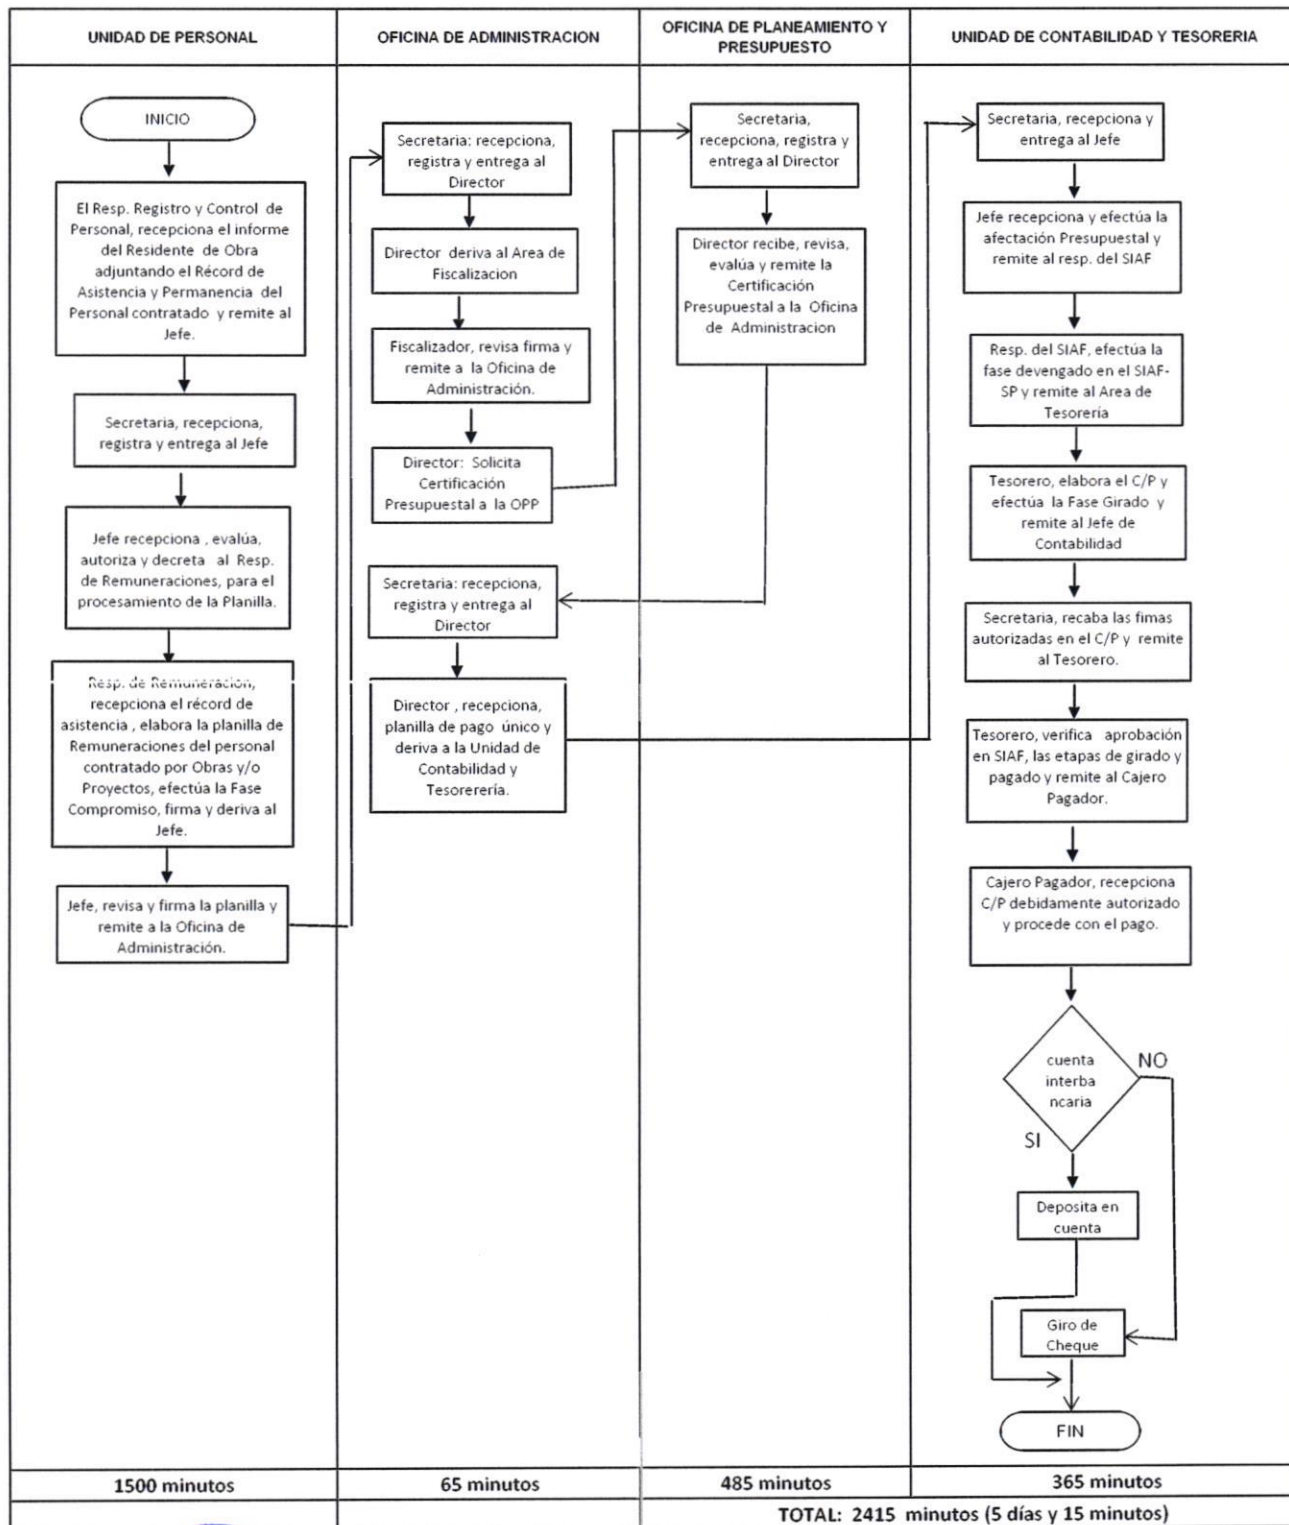 UNIDAD DE PERSONAL
OFICINA DE ADMINISTRACION
OFICINA DE PLANEAMIENTO Y
PRESUPUESTO
UNIDAD DE CONTABILIDAD Y TESORERIA
INICIO
El Resp. Registro y Control de
Personal, recepciona el informe
del Residente de Obra
adjuntando el Récord de
Asistencia y Permanencia del
Personal contratado y remite al
Jefe.
Secretaria, recepciona,
registra y entrega al Jefe
Jefe recepciona , evalúa,
autoriza y decreta al Resp.
de Remuneraciones, para el
procesamiento de la Planilla.
Resp. de Remuneracion,
recepciona el récord de
asistencia , elabora la planilla de
Remuneraciones del personal
contratado por Obras y/o
Proyectos, efectúa la Fase
Compromiso, firma y deriva al
Jefe.
Jefe, revisa y firma la planilla y
remite a la Oficina de
Administración.
Secretaria: recepciona,
registra y entrega al
Director
Director deriva al Area de
Fiscalizacion
Fiscalizador, revisa firma y
remite a la Oficina de
Administración.
Director: Solicita
Certificación
Presupuestal a la OPP
Secretaria: recepciona,
registra y entrega al
Director
Director , recepciona,
planilla de pago único y
deriva a la Unidad de
Contabilidad y
Tesorerería.
Secretaria,
recepciona, registra y
entrega al Director
Director recibe, revisa,
evalúa y remite la
Certificación
Presupuestal a la Oficina
de Administracion
Secretaria, recepciona y
entrega al Jefe
Jefe recepciona y efectúa la
afectación Presupuestal y
remite al resp. del SIAF
Resp. del SIAF, efectúa la
fase devengado en el SIAF-
SP y remite al Area de
Tesorería
Tesorero, elabora el C/P y
efectúa la Fase Girado y
remite al Jefe de
Contabilidad
Secretaria, recaba las fimas
autorizadas en el C/P y remite
al Tesorero.
Tesorero, verifica aprobación
en SIAF, las etapas de girado y
pagado y remite al Cajero
Pagador.
Cajero Pagador, recepciona
C/P debidamente autorizado
y procede con el pago.
cuenta
interba
ncaria
NO
SI
Deposita en
cuenta
Giro de
Cheque
FIN
1500 minutos
65 minutos
485 minutos
365 minutos
TOTAL: 2415 minutos (5 días y 15 minutos)